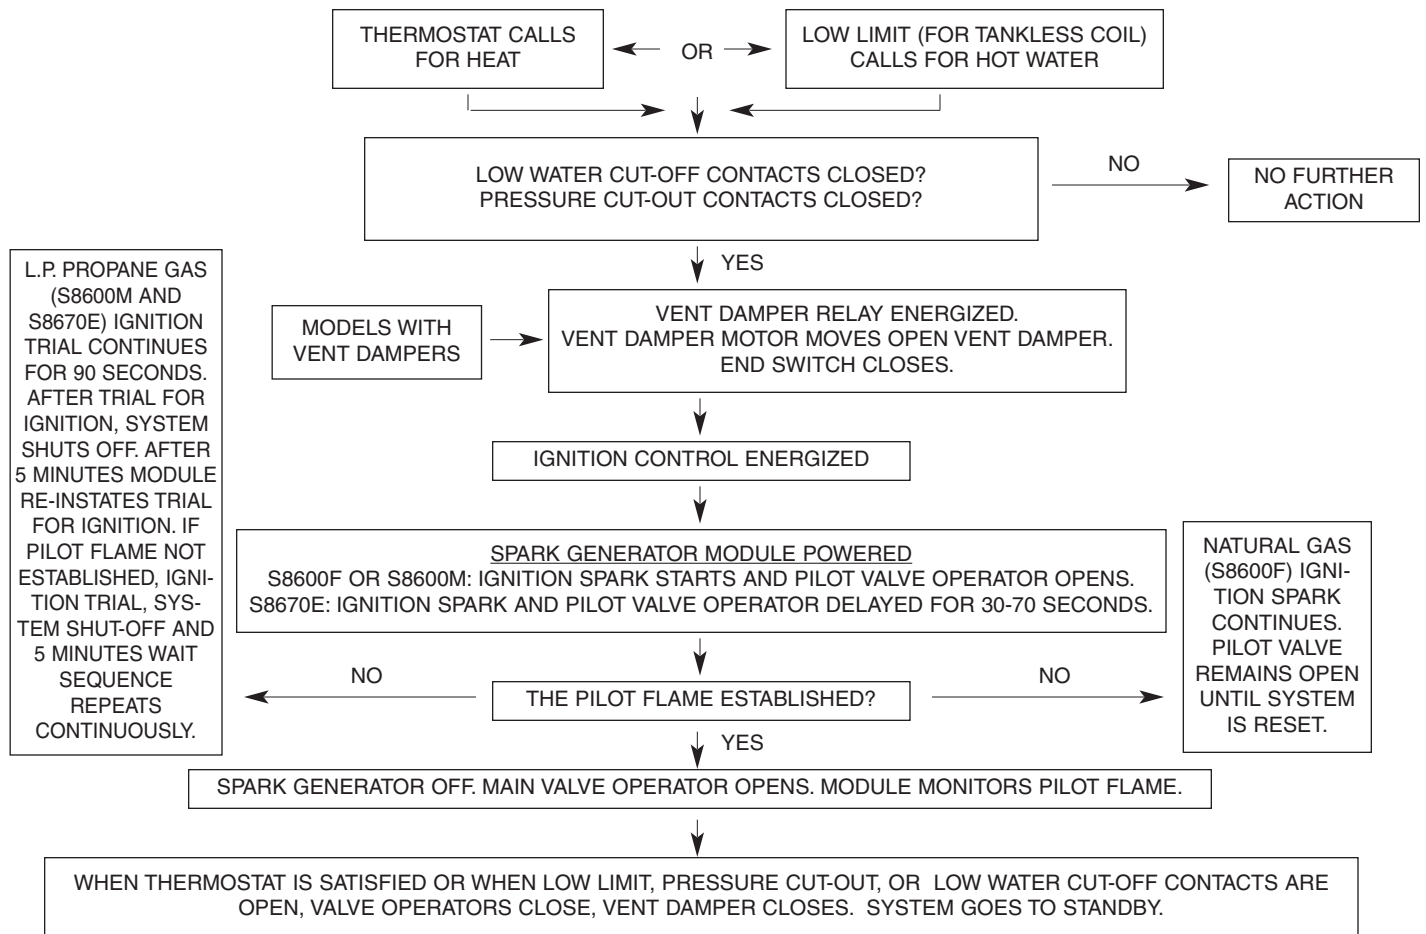 THERMOSTAT CALLS
FOR HEAT
OR
LOW LIMIT (FOR TANKLESS COIL)
CALLS FOR HOT WATER
LOW WATER CUT-OFF CONTACTS CLOSED?
PRESSURE CUT-OUT CONTACTS CLOSED?
NO
NO FURTHER
ACTION
YES
L.P. PROPANE GAS
(S8600M AND
S8670E) IGNITION
TRIAL CONTINUES
FOR 90 SECONDS.
AFTER TRIAL FOR
IGNITION, SYSTEM
SHUTS OFF. AFTER
5 MINUTES MODULE
RE-INSTATES TRIAL
FOR IGNITION. IF
PILOT FLAME NOT
ESTABLISHED, IGNI-
TION TRIAL, SYS-
TEM SHUT-OFF AND
5 MINUTES WAIT
SEQUENCE
REPEATS
CONTINUOUSLY.
MODELS WITH
VENT DAMPERS
VENT DAMPER RELAY ENERGIZED.
VENT DAMPER MOTOR MOVES OPEN VENT DAMPER.
END SWITCH CLOSES.
IGNITION CONTROL ENERGIZED
SPARK GENERATOR MODULE POWERED
S8600F OR S8600M: IGNITION SPARK STARTS AND PILOT VALVE OPERATOR OPENS.
S8670E: IGNITION SPARK AND PILOT VALVE OPERATOR DELAYED FOR 30-70 SECONDS.
NATURAL GAS
(S8600F) IGNI-
TION SPARK
CONTINUES.
PILOT VALVE
REMAINS OPEN
UNTIL SYSTEM
IS RESET.
NO
THE PILOT FLAME ESTABLISHED?
NO
YES
SPARK GENERATOR OFF. MAIN VALVE OPERATOR OPENS. MODULE MONITORS PILOT FLAME.
WHEN THERMOSTAT IS SATISFIED OR WHEN LOW LIMIT, PRESSURE CUT-OUT, OR LOW WATER CUT-OFF CONTACTS ARE
OPEN, VALVE OPERATORS CLOSE, VENT DAMPER CLOSES. SYSTEM GOES TO STANDBY.